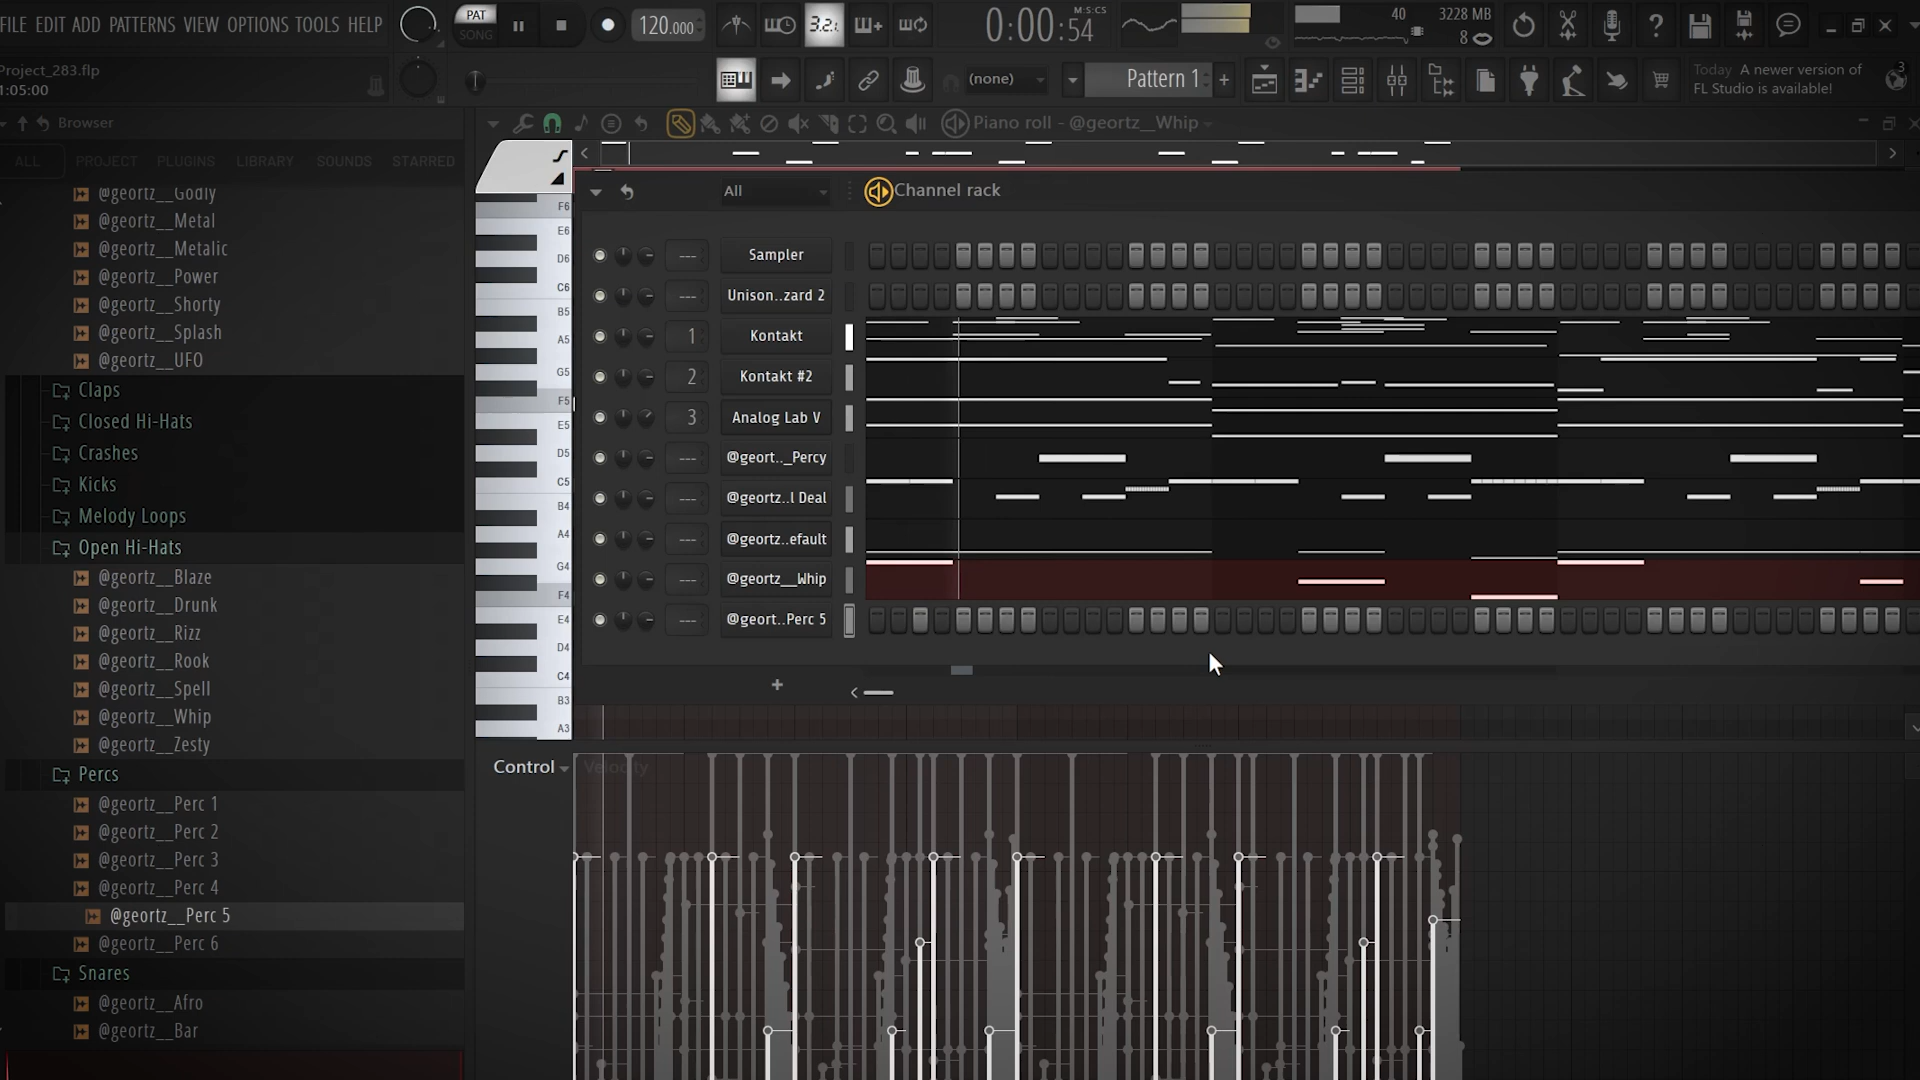 FILE EDIT ADD PATTERNS VIEW OPTIONS TOOLS HELP
PAT
SONG
120.000
3.2.
0:00:54
M:S:CS
40
3228 MB
8
Project_283.flp
1:05:00
(none)
Pattern 1
+
Today A newer version of
FL Studio is available!
3
Browser
Piano roll - @geortz__Whip
ALL PROJECT PLUGINS LIBRARY SOUNDS STARRED
@geortz__Godly
@geortz__Metal
@geortz__Metalic
@geortz__Power
@geortz__Shorty
@geortz__Splash
@geortz__UFO
Claps
Closed Hi-Hats
Crashes
Kicks
Melody Loops
Open Hi-Hats
@geortz__Blaze
@geortz__Drunk
@geortz__Rizz
@geortz__Rook
@geortz__Spell
@geortz__Whip
@geortz__Zesty
Percs
@geortz__Perc 1
@geortz__Perc 2
@geortz__Perc 3
@geortz__Perc 4
@geortz__Perc 5
@geortz__Perc 6
Snares
@geortz__Afro
@geortz__Bar
F6
E6
D6
C6
B5
A5
G5
F5
E5
D5
C5
B4
A4
G4
F4
E4
D4
C4
B3
A3
All
Channel rack
--- Sampler
--- Unison..zard 2
1 Kontakt
2 Kontakt #2
3 Analog Lab V
--- @geort.._Percy
--- @geortz..l Deal
--- @geortz..efault
--- @geortz__Whip
--- @geort..Perc 5
+
Control
Velocity